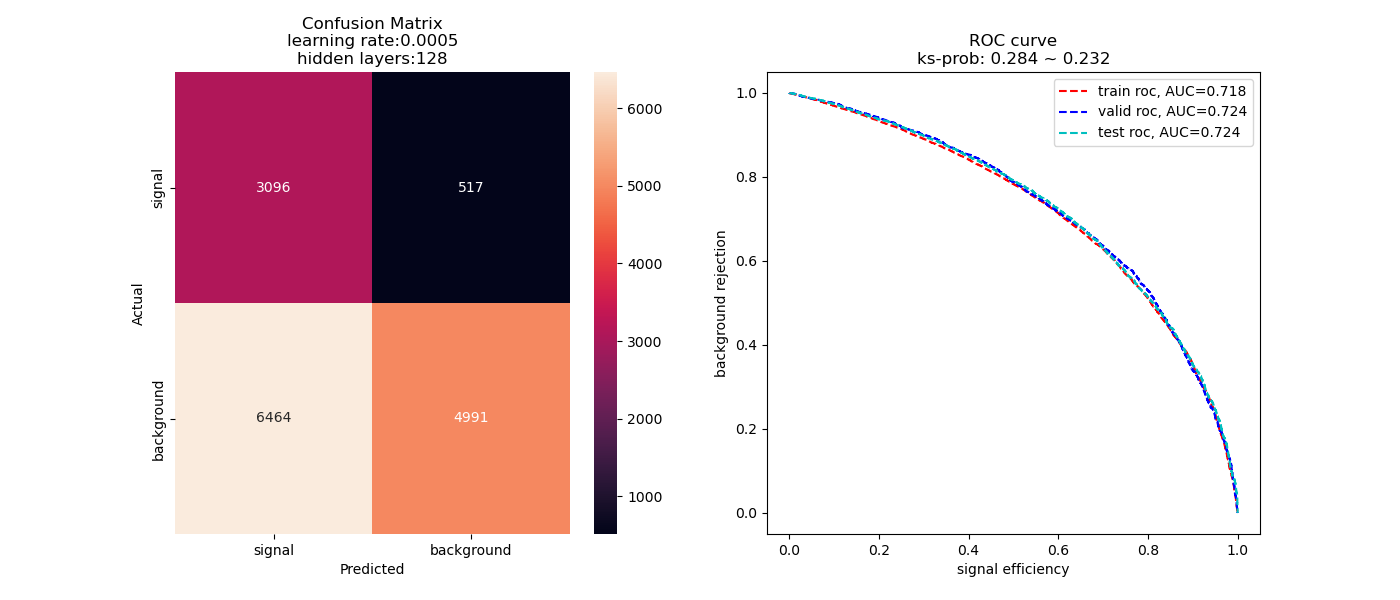 Confusion Matrix
learning rate:0.0005
hidden layers:128
signal
background
Actual
3096
517
6464
4991
signal
background
Predicted
6000
5000
4000
3000
2000
1000
ROC curve
ks-prob: 0.284 ~ 0.232
train roc, AUC=0.718
valid roc, AUC=0.724
test roc, AUC=0.724
background rejection
1.0
0.8
0.6
0.4
0.2
0.0
0.0
0.2
0.4
0.6
0.8
1.0
signal efficiency